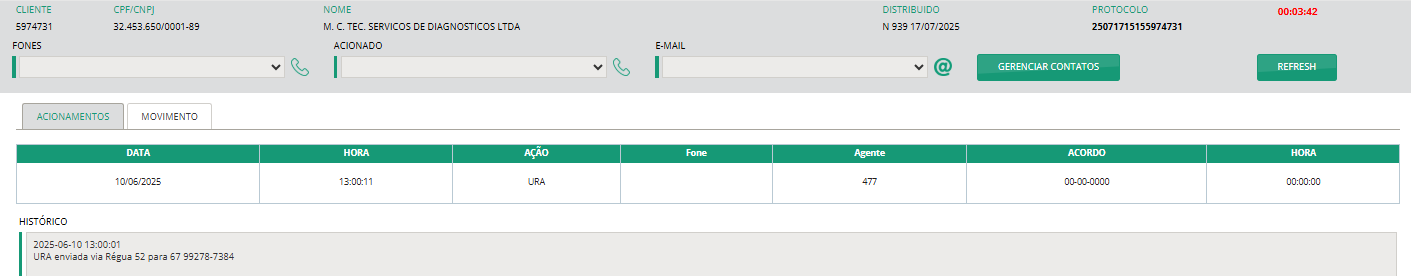 CLIENTE CPF/CNPJ NOME DISTRIBUIDO PROTOCOLO 00:03:42
5974731 32.453.650/0001-89 M. C. TEC. SERVICOS DE DIAGNOSTICOS LTDA N 939 17/07/2025 25071715155974731
FONES ACIONADO E-MAIL
@ GERENCIAR CONTATOS REFRESH
ACIONAMENTOS MOVIMENTO
DATA HORA AÇÃO Fone Agente ACORDO HORA
10/06/2025 13:00:11 URA 477 00-00-0000 00:00:00
HISTÓRICO
2025-06-10 13:00:01
URA enviada via Régua 52 para 67 99278-7384